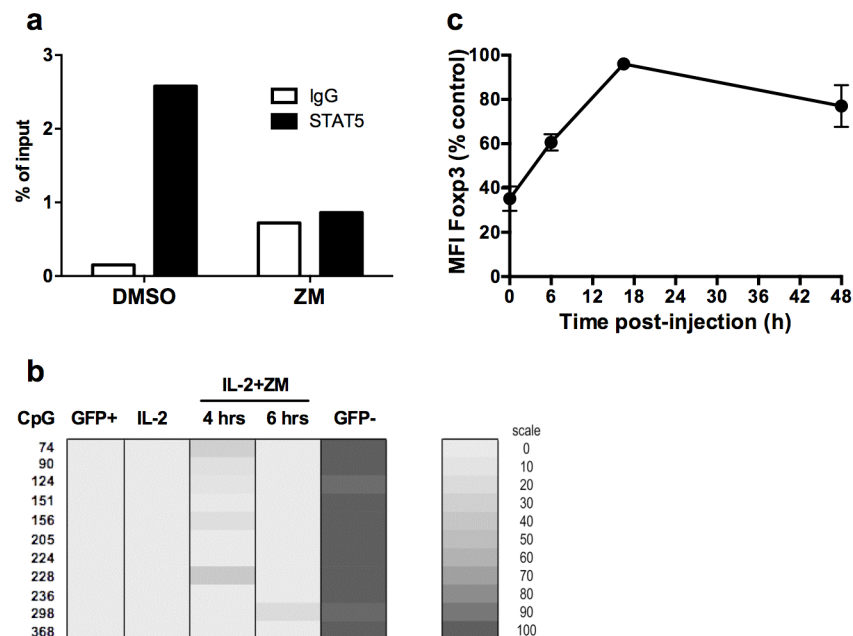 a
3
2
1
0
% of input
IgG
STAT5
DMSO
ZM
c
100
80
60
40
20
0
MFI Foxp3 (% control)
0 6 12 18 24 30 36 42 48
Time post-injection (h)
b
IL-2+ZM
CpG GFP+ IL-2 4 hrs 6 hrs GFP-
74
90
124
151
156
205
224
228
236
298
368
scale
0
10
20
30
40
50
60
70
80
90
100